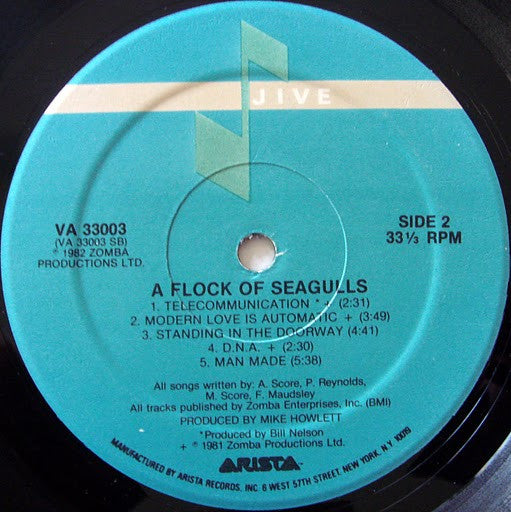 JIVE
VA 33003
(VA 33003 SB)
℗ 1982 ZOMBA
PRODUCTIONS LTD.
SIDE 2
33 1/3 RPM
A FLOCK OF SEAGULLS
1. TELECOMMUNICATION * + (2:31)
2. MODERN LOVE IS AUTOMATIC + (3:49)
3. STANDING IN THE DOORWAY (4:41)
4. D.N.A. + (2:30)
5. MAN MADE (5:38)
All songs written by: A. Score, P. Reynolds,
M. Score, F. Maudsley
All tracks published by Zomba Enterprises, Inc. (BMI)
PRODUCED BY MIKE HOWLETT
*Produced by Bill Nelson
+ ℗ 1981 Zomba Productions Ltd.
ARISTA
MANUFACTURED BY ARISTA RECORDS, INC. 6 WEST 57TH STREET, NEW YORK, N.Y. 10019